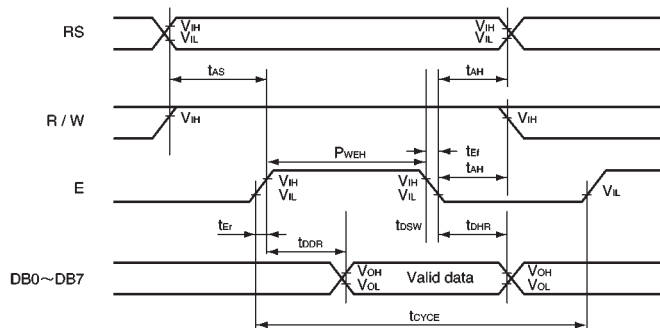 RS
VIH
VIL
VIH
VIL
tAS
tAH
R / W
VIH
VIH
PWEH
tEf
tAH
E
VIH
VIL
VIH
VIL
VIL
tEr
tDDR
tDSW
tDHR
DB0~DB7
VOH
VOL
Valid data
VOH
VOL
tCYCE